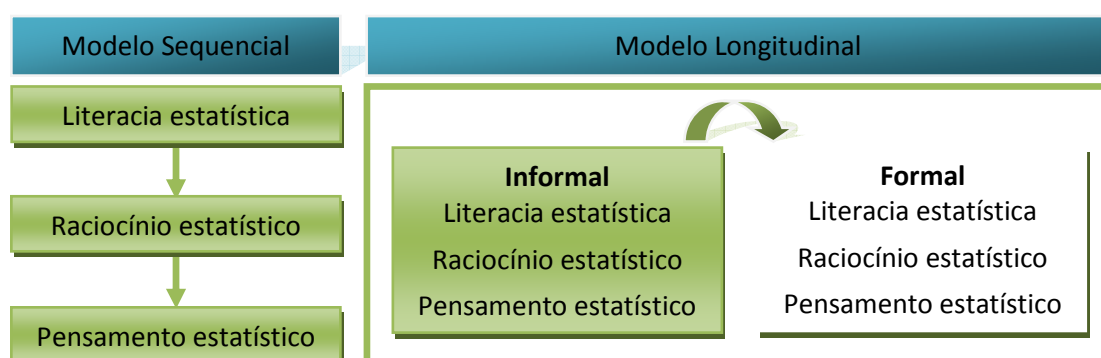 Modelo Sequencial
Literacia estatística
Raciocínio estatístico
Pensamento estatístico
Modelo Longitudinal
Informal
Literacia estatística
Raciocínio estatístico
Pensamento estatístico
Formal
Literacia estatística
Raciocínio estatístico
Pensamento estatístico